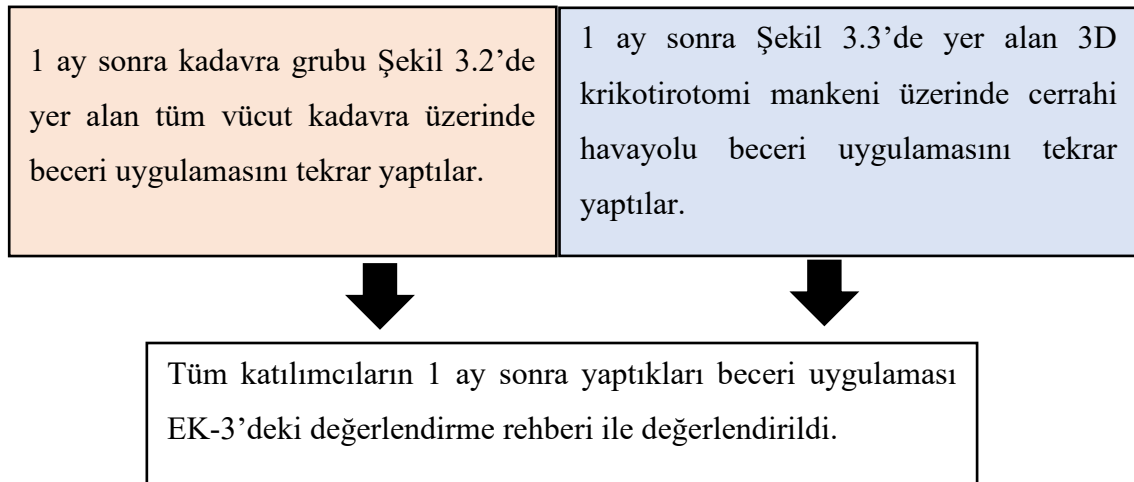 1 ay sonra kadavra grubu Şekil 3.2’de
yer alan tüm vücut kadavra üzerinde
beceri uygulamasını tekrar yaptılar.
1 ay sonra Şekil 3.3’de yer alan 3D
krikotirotomi mankeni üzerinde cerrahi
havayolu beceri uygulamasını tekrar
yaptılar.
Tüm katılımcıların 1 ay sonra yaptıkları beceri uygulaması
EK-3’deki değerlendirme rehberi ile değerlendirildi.